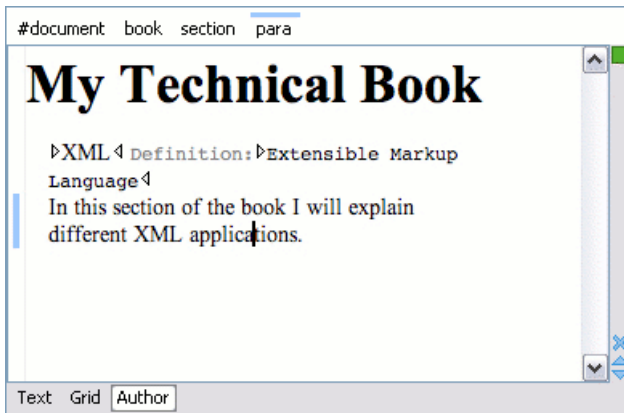 #document book section para
My Technical Book
XML Definition: Extensible Markup
Language
In this section of the book I will explain
different XML applications.
Text Grid Author